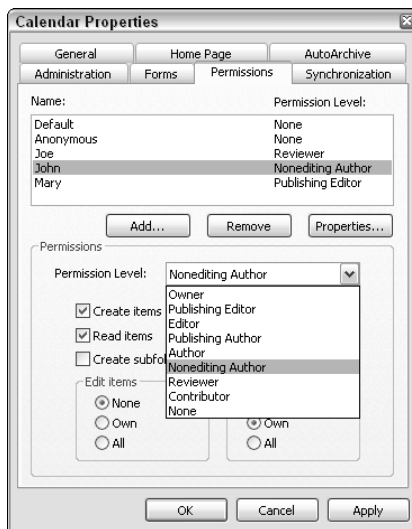 Calendar Properties
General Home Page AutoArchive
Administration Forms Permissions Synchronization
Name: Permission Level:
Default None
Anonymous None
Joe Reviewer
John Nonediting Author
Mary Publishing Editor
Add... Remove Properties...
Permissions
Permission Level: Nonediting Author
Owner
Create items Publishing Editor
Editor
Read items Publishing Author
Author
Create subfol Nonediting Author
Edit items Reviewer
None Contributor
None
Own Own
All All
OK Cancel Apply